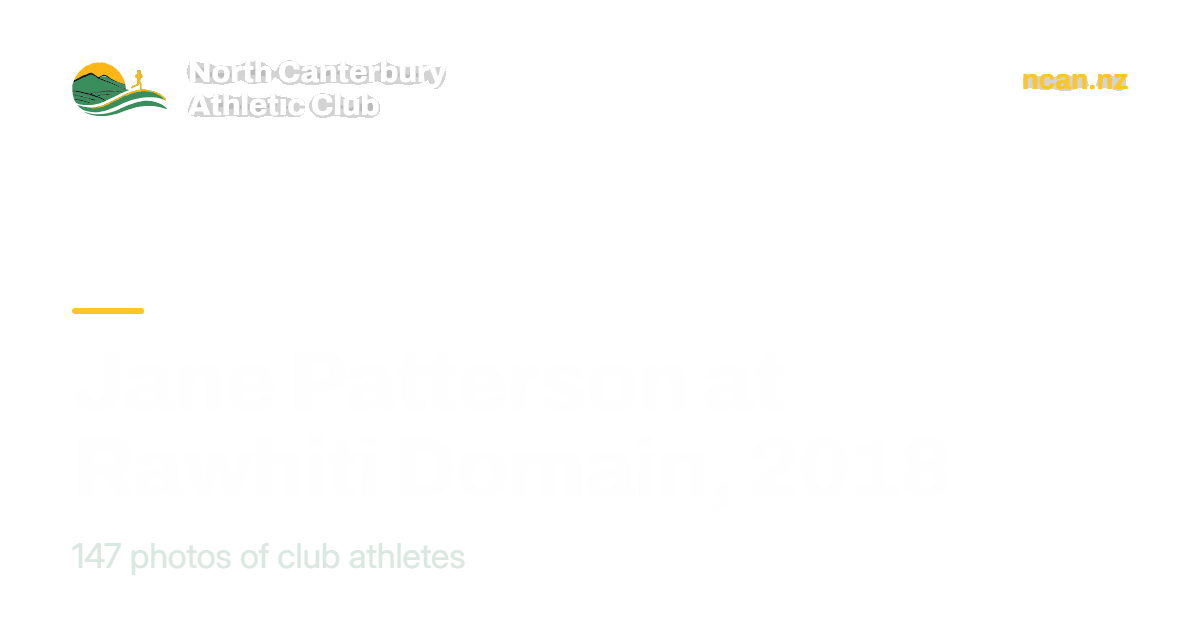 North Canterbury
Athletic Club
ncan.nz
Jane Patterson at
Rawhiti Domain, 2018
147 photos of club athletes